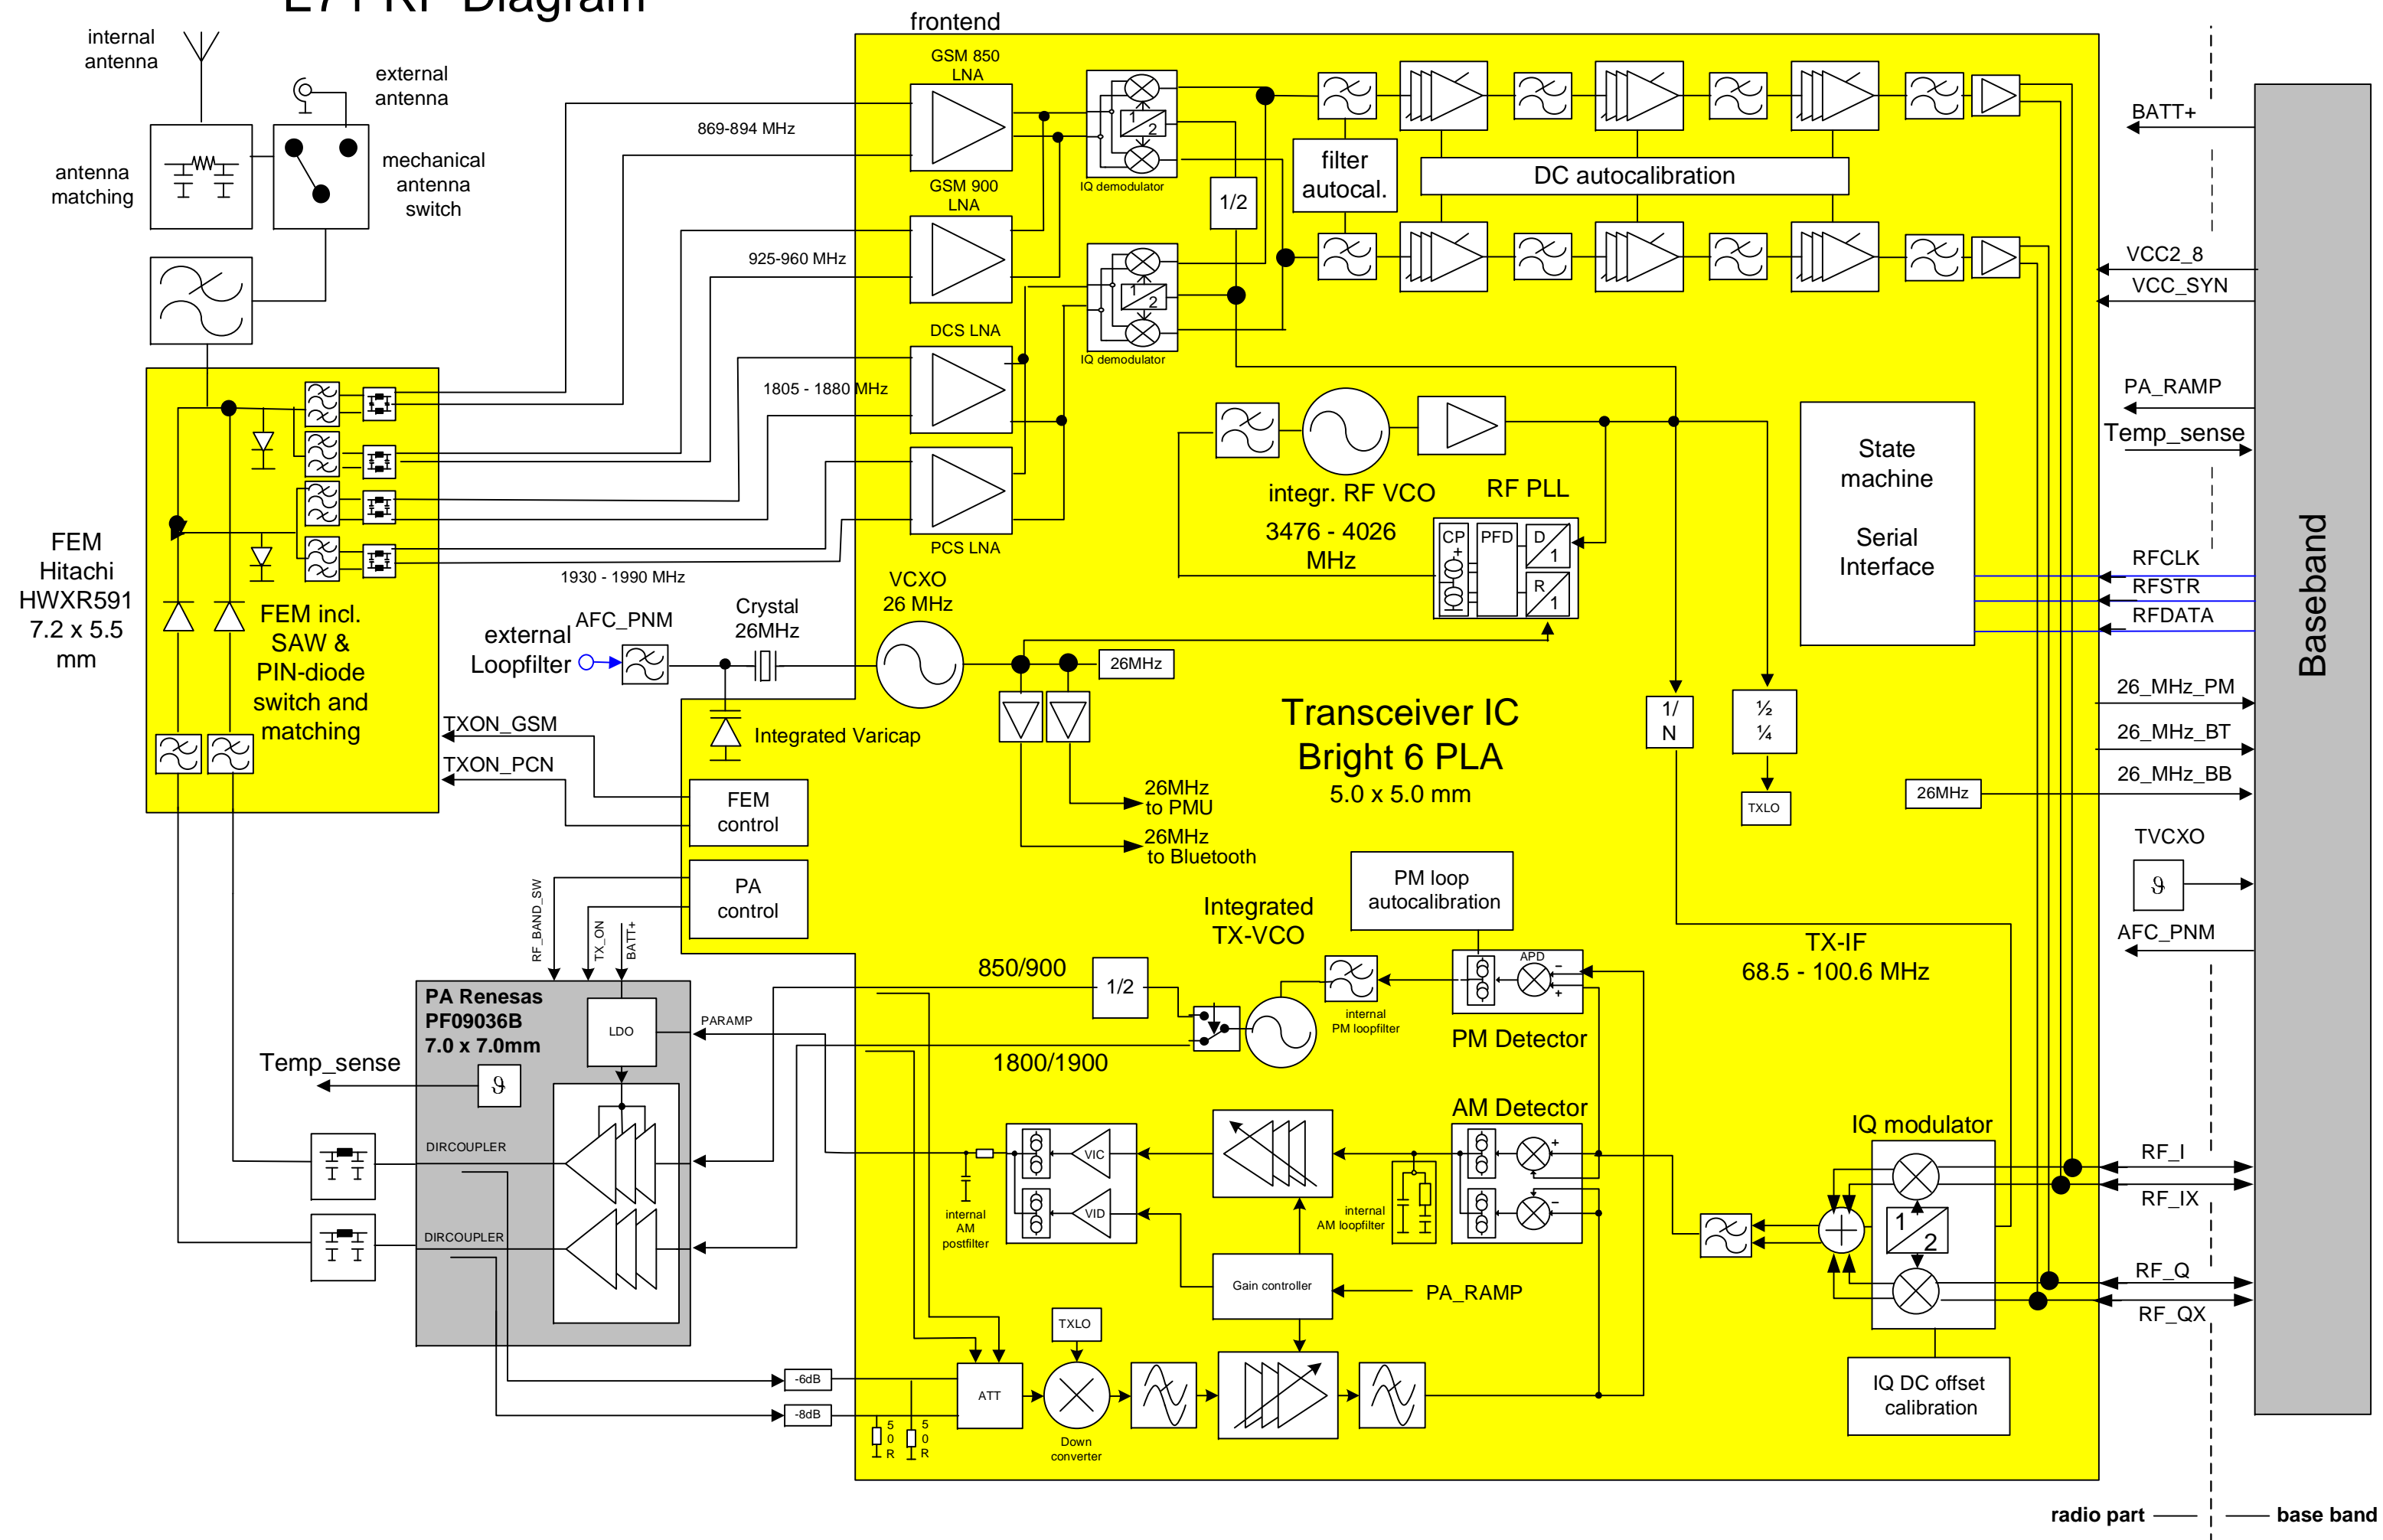 E71 RF Diagram
frontend
internal
antenna
external
antenna
antenna
matching
mechanical
antenna
switch
869-894 MHz
925-960 MHz
1805 - 1880 MHz
1930 - 1990 MHz
GSM 850
LNA
GSM 900
LNA
DCS LNA
PCS LNA
1
2
IQ demodulator
1
2
IQ demodulator
1/2
filter
autocal.
DC autocalibration
BATT+
VCC2_8
VCC_SYN
PA_RAMP
Temp_sense
RFCLK
RFSTR
RFDATA
26_MHz_PM
26_MHz_BT
26_MHz_BB
TVCXO
ϑ
AFC_PNM
RF_I
RF_IX
RF_Q
RF_QX
Baseband
State
machine
Serial
Interface
integr. RF VCO
3476 - 4026
MHz
RF PLL
CP
+
PFD
D
1
R
1
FEM
Hitachi
HWXR591
7.2 x 5.5
mm
FEM incl.
SAW &
PIN-diode
switch and
matching
external
Loopfilter
AFC_PNM
Crystal
26MHz
VCXO
26 MHz
26MHz
Integrated Varicap
TXON_GSM
TXON_PCN
FEM
control
PA
control
26MHz
to PMU
26MHz
to Bluetooth
Transceiver IC
Bright 6 PLA
5.0 x 5.0 mm
1/
N
½
¼
TXLO
26MHz
PM loop
autocalibration
Integrated
TX-VCO
TX-IF
68.5 - 100.6 MHz
RF_BAND_SW
TX_ON
BATT+
850/900
1/2
APD
-
+
internal
PM loopfilter
PM Detector
1800/1900
PA Renesas
PF09036B
7.0 x 7.0mm
LDO
PARAMP
Temp_sense
ϑ
DIRCOUPLER
DIRCOUPLER
AM Detector
+
-
VIC
VID
internal
AM
postfilter
internal
AM loopfilter
Gain controller
PA_RAMP
IQ modulator
1
2
IQ DC offset
calibration
TXLO
-6dB
-8dB
50R
50R
ATT
Down
converter
radio part
base band